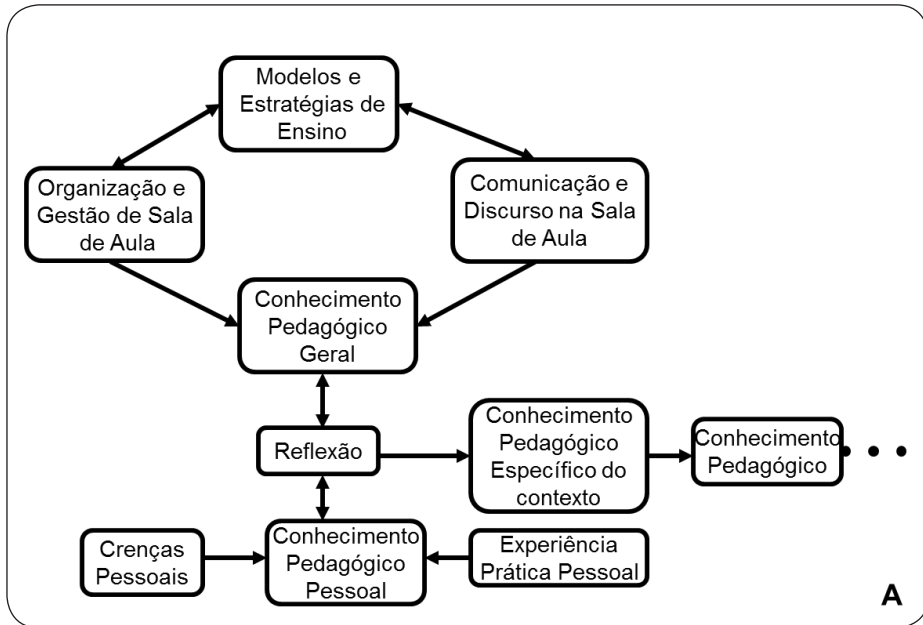 Modelos e
Estratégias de
Ensino
Organização e
Gestão de Sala
de Aula
Comunicação e
Discurso na Sala
de Aula
Conhecimento
Pedagógico
Geral
Reflexão
Conhecimento
Pedagógico
Específico do
contexto
Conhecimento
Pedagógico
• • •
Crenças
Pessoais
Conhecimento
Pedagógico
Pessoal
Experiência
Prática Pessoal
A